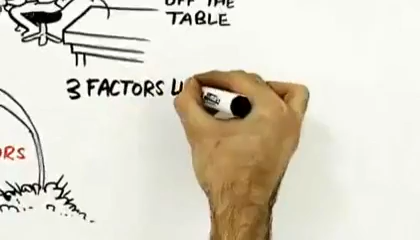 OFF THE
TABLE
3 FACTORS